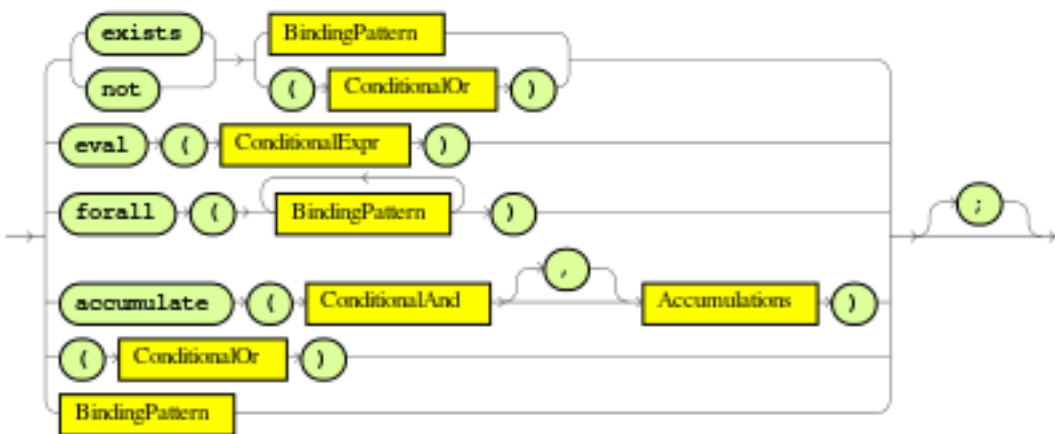 exists BindingPattern
not ( ConditionalOr )
eval ( ConditionalExpr )
forall ( BindingPattern ) ;
,
accumulate ( ConditionalAnd Accumulations )
( ConditionalOr )
BindingPattern